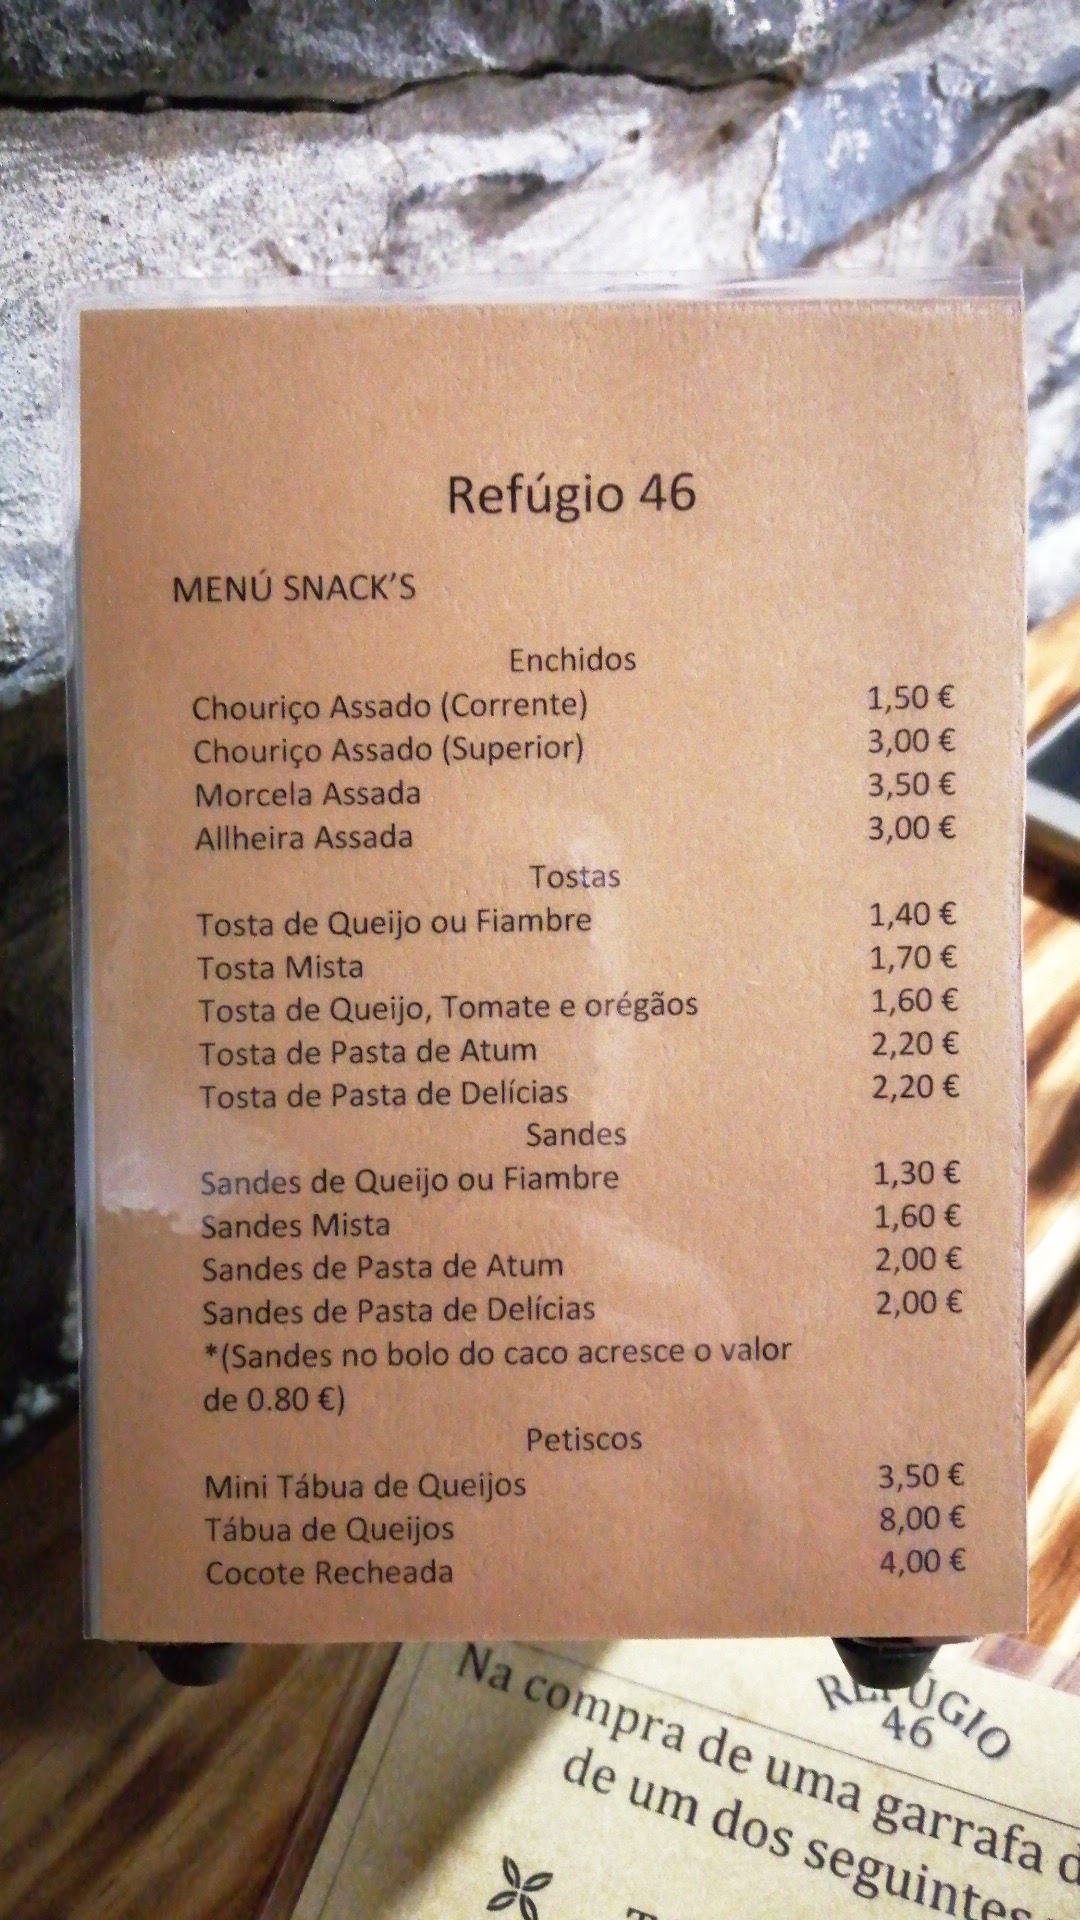 Refúgio 46
MENÚ SNACK'S
Enchidos
Chouriço Assado (Corrente) 1,50 €
Chouriço Assado (Superior) 3,00 €
Morcela Assada 3,50 €
Allheira Assada 3,00 €
Tostas
Tosta de Queijo ou Fiambre 1,40 €
Tosta Mista 1,70 €
Tosta de Queijo, Tomate e orégãos 1,60 €
Tosta de Pasta de Atum 2,20 €
Tosta de Pasta de Delícias 2,20 €
Sandes
Sandes de Queijo ou Fiambre 1,30 €
Sandes Mista 1,60 €
Sandes de Pasta de Atum 2,00 €
Sandes de Pasta de Delícias 2,00 €
*(Sandes no bolo do caco acresce o valor
de 0.80 €)
Petiscos
Mini Tábua de Queijos 3,50 €
Tábua de Queijos 8,00 €
Cocote Recheada 4,00 €
REFÚGIO
46
Na compra de uma garrafa d
de um dos seguintes